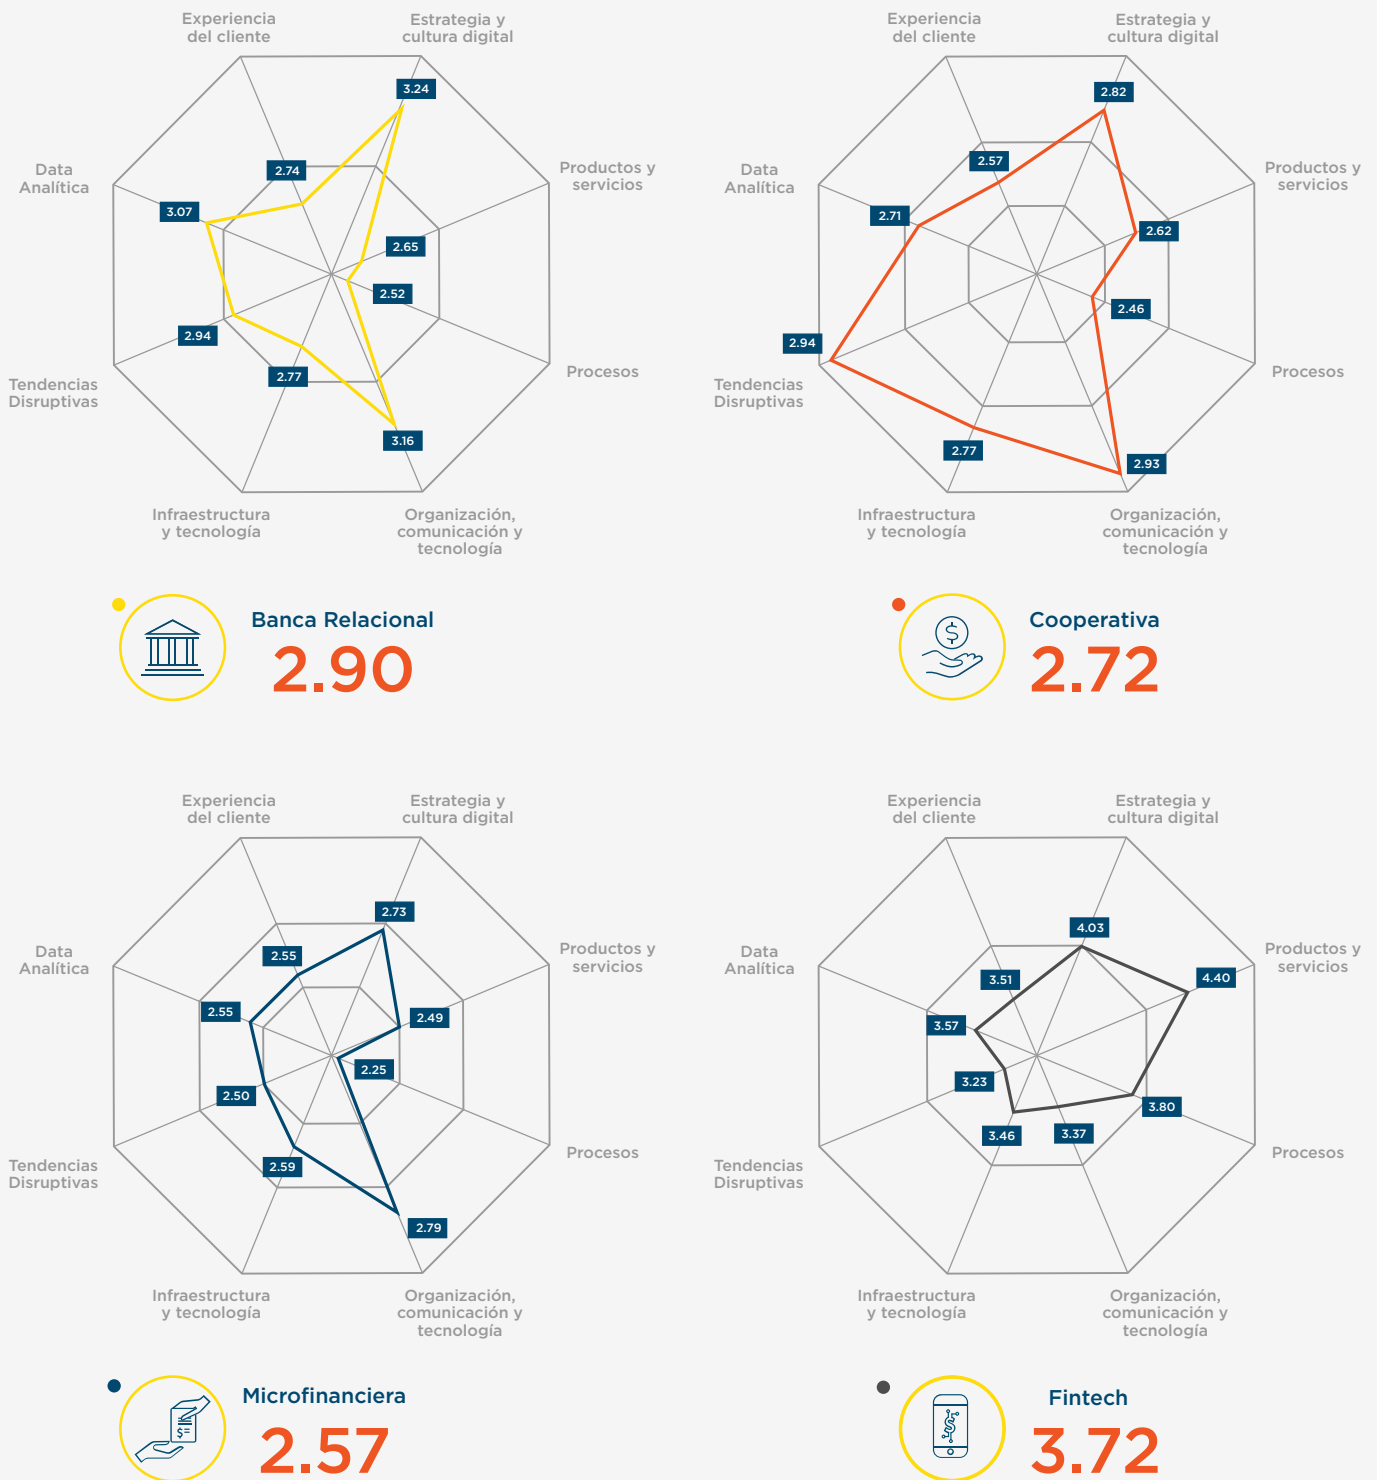 Experiencia
del cliente
Estrategia y
cultura digital
3.24
Productos y
servicios
2.65
2.52
Procesos
3.16
Organización,
comunicación y
tecnología
Infraestructura
y tecnología
2.77
Tendencias
Disruptivas
2.94
Data
Analítica
3.07
2.74
Banca Relacional
2.90
Experiencia
del cliente
Estrategia y
cultura digital
2.82
Productos y
servicios
2.62
2.46
Procesos
2.93
Organización,
comunicación y
tecnología
Infraestructura
y tecnología
2.77
Tendencias
Disruptivas
2.94
Data
Analítica
2.71
2.57
$
Cooperativa
2.72
Experiencia
del cliente
Estrategia y
cultura digital
2.73
Productos y
servicios
2.49
2.25
Procesos
2.79
Organización,
comunicación y
tecnología
Infraestructura
y tecnología
2.59
Tendencias
Disruptivas
2.50
Data
Analítica
2.55
2.55
$
Microfinanciera
2.57
Experiencia
del cliente
Estrategia y
cultura digital
4.03
Productos y
servicios
4.40
3.80
Procesos
3.37
Organización,
comunicación y
tecnología
Infraestructura
y tecnología
3.46
Tendencias
Disruptivas
3.23
Data
Analítica
3.57
3.51
$
Fintech
3.72